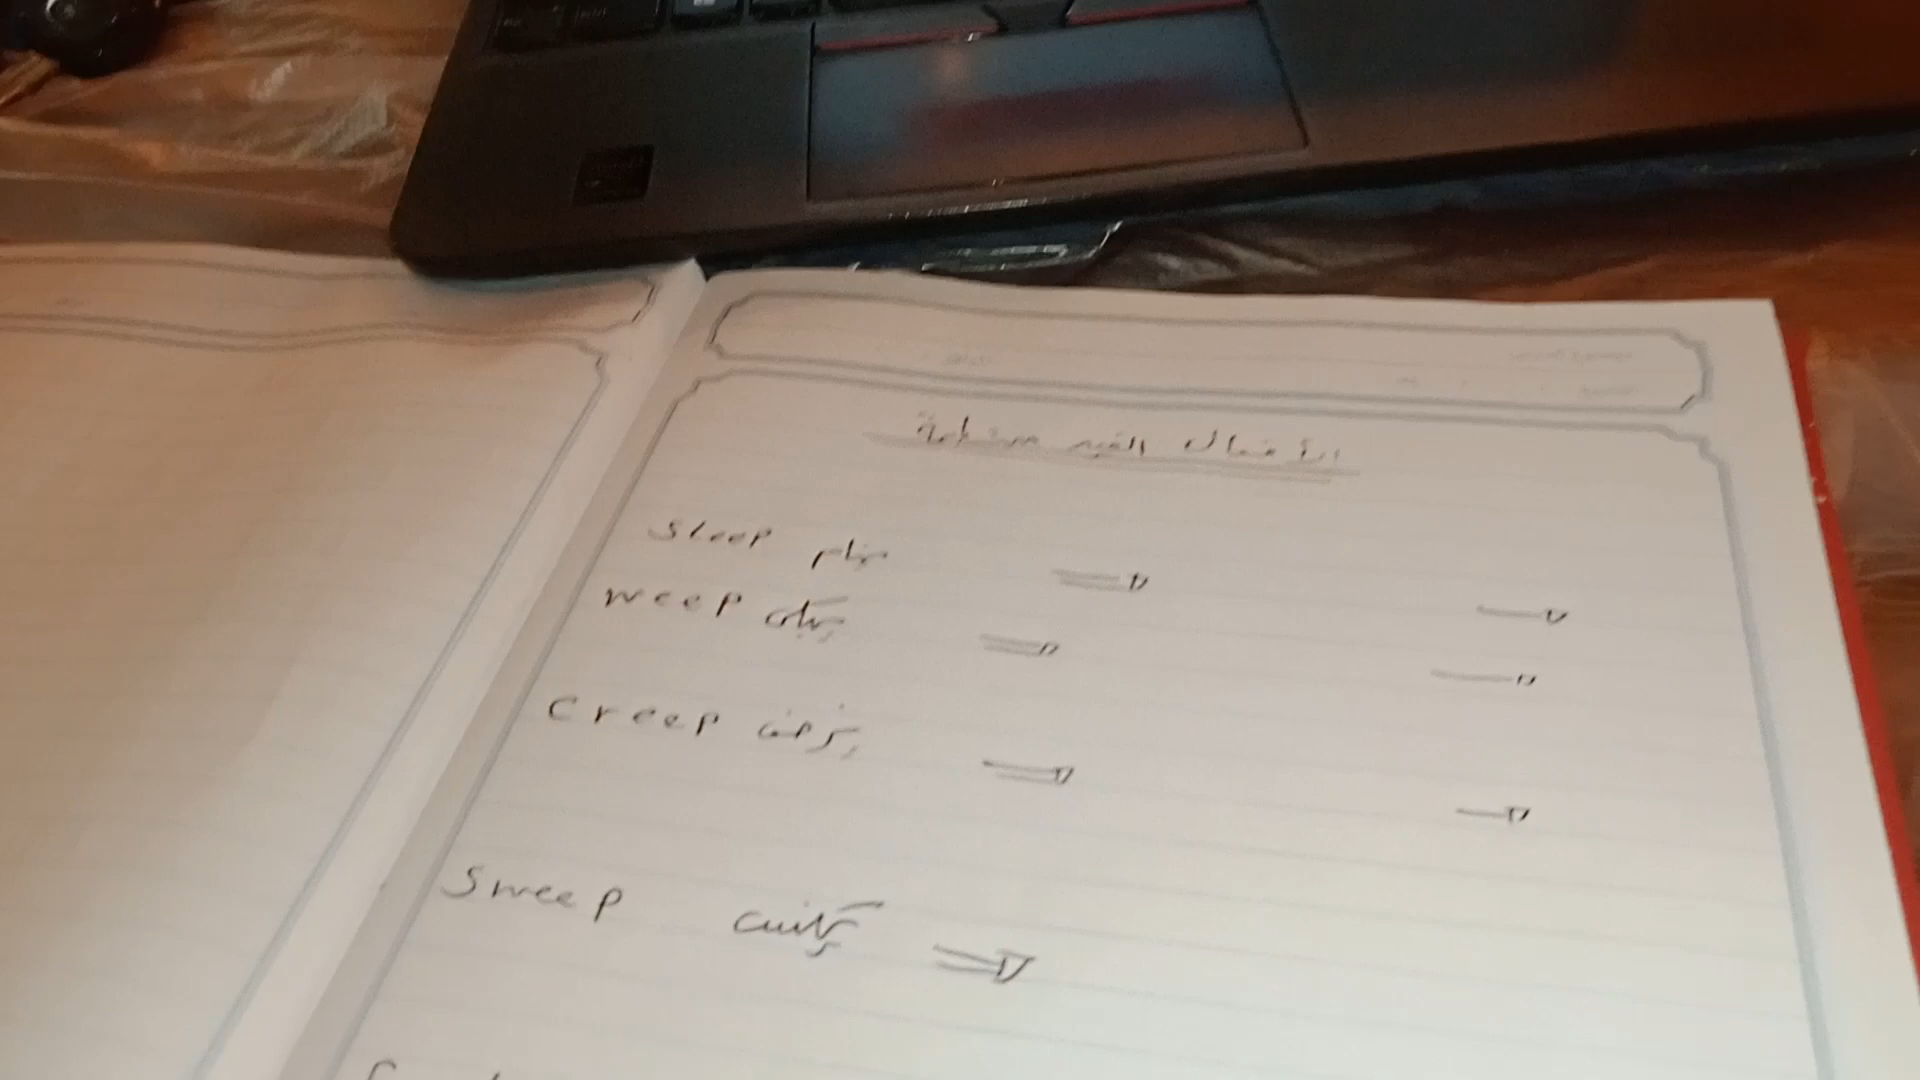 الأفعال الغير منتظمة
sleep ينام
weep يبكي
creep يزحف
sweep يكنس